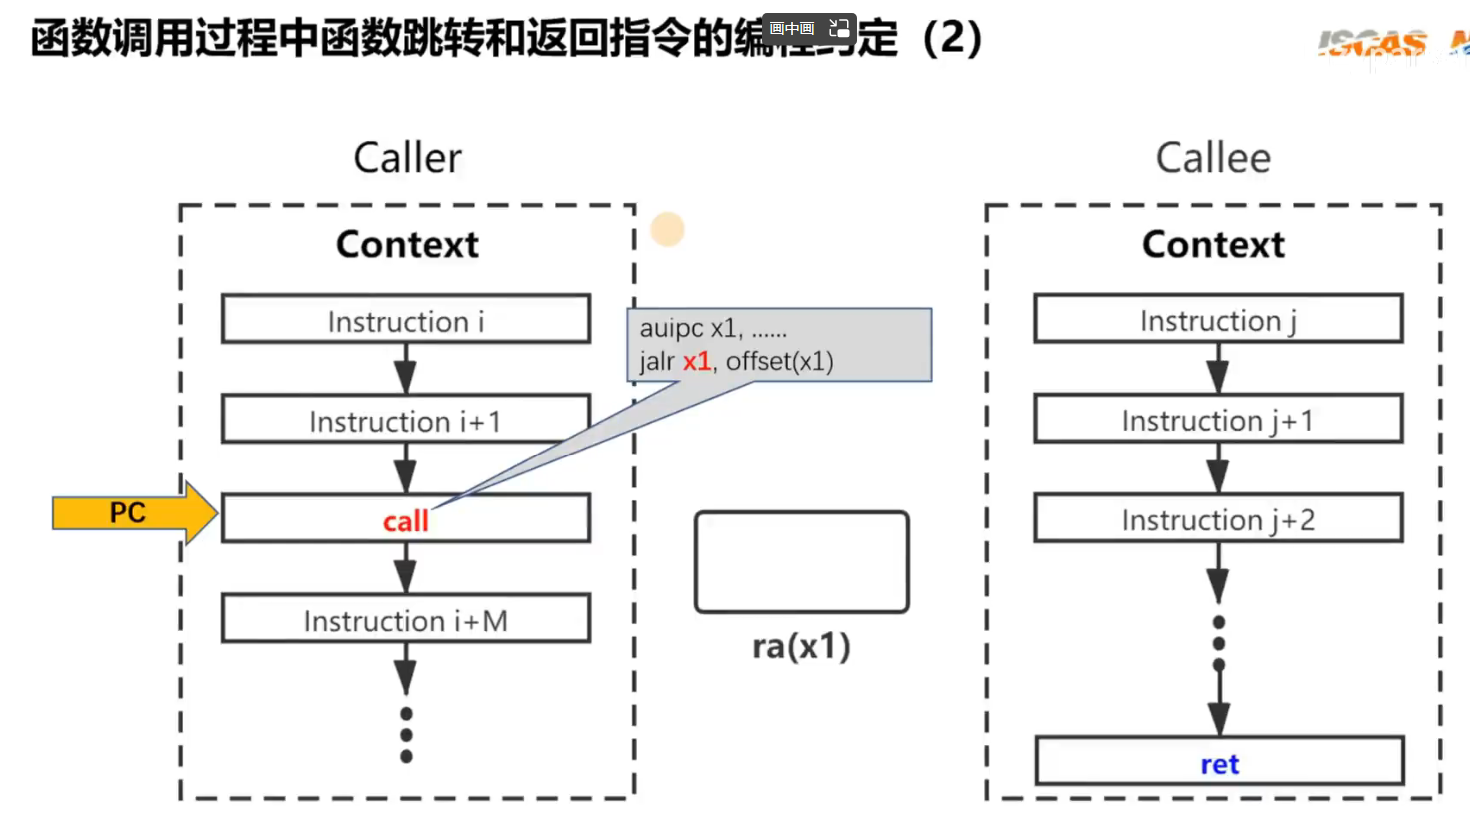 函数调用过程中函数跳转和返回指令的编程约定（2）
画中画
ISCAS
Caller
Callee
Context
Context
Instruction i
Instruction j
auipc x1, ......
jalr x1, offset(x1)
Instruction i+1
Instruction j+1
PC
call
Instruction j+2
Instruction i+M
ra(x1)
ret